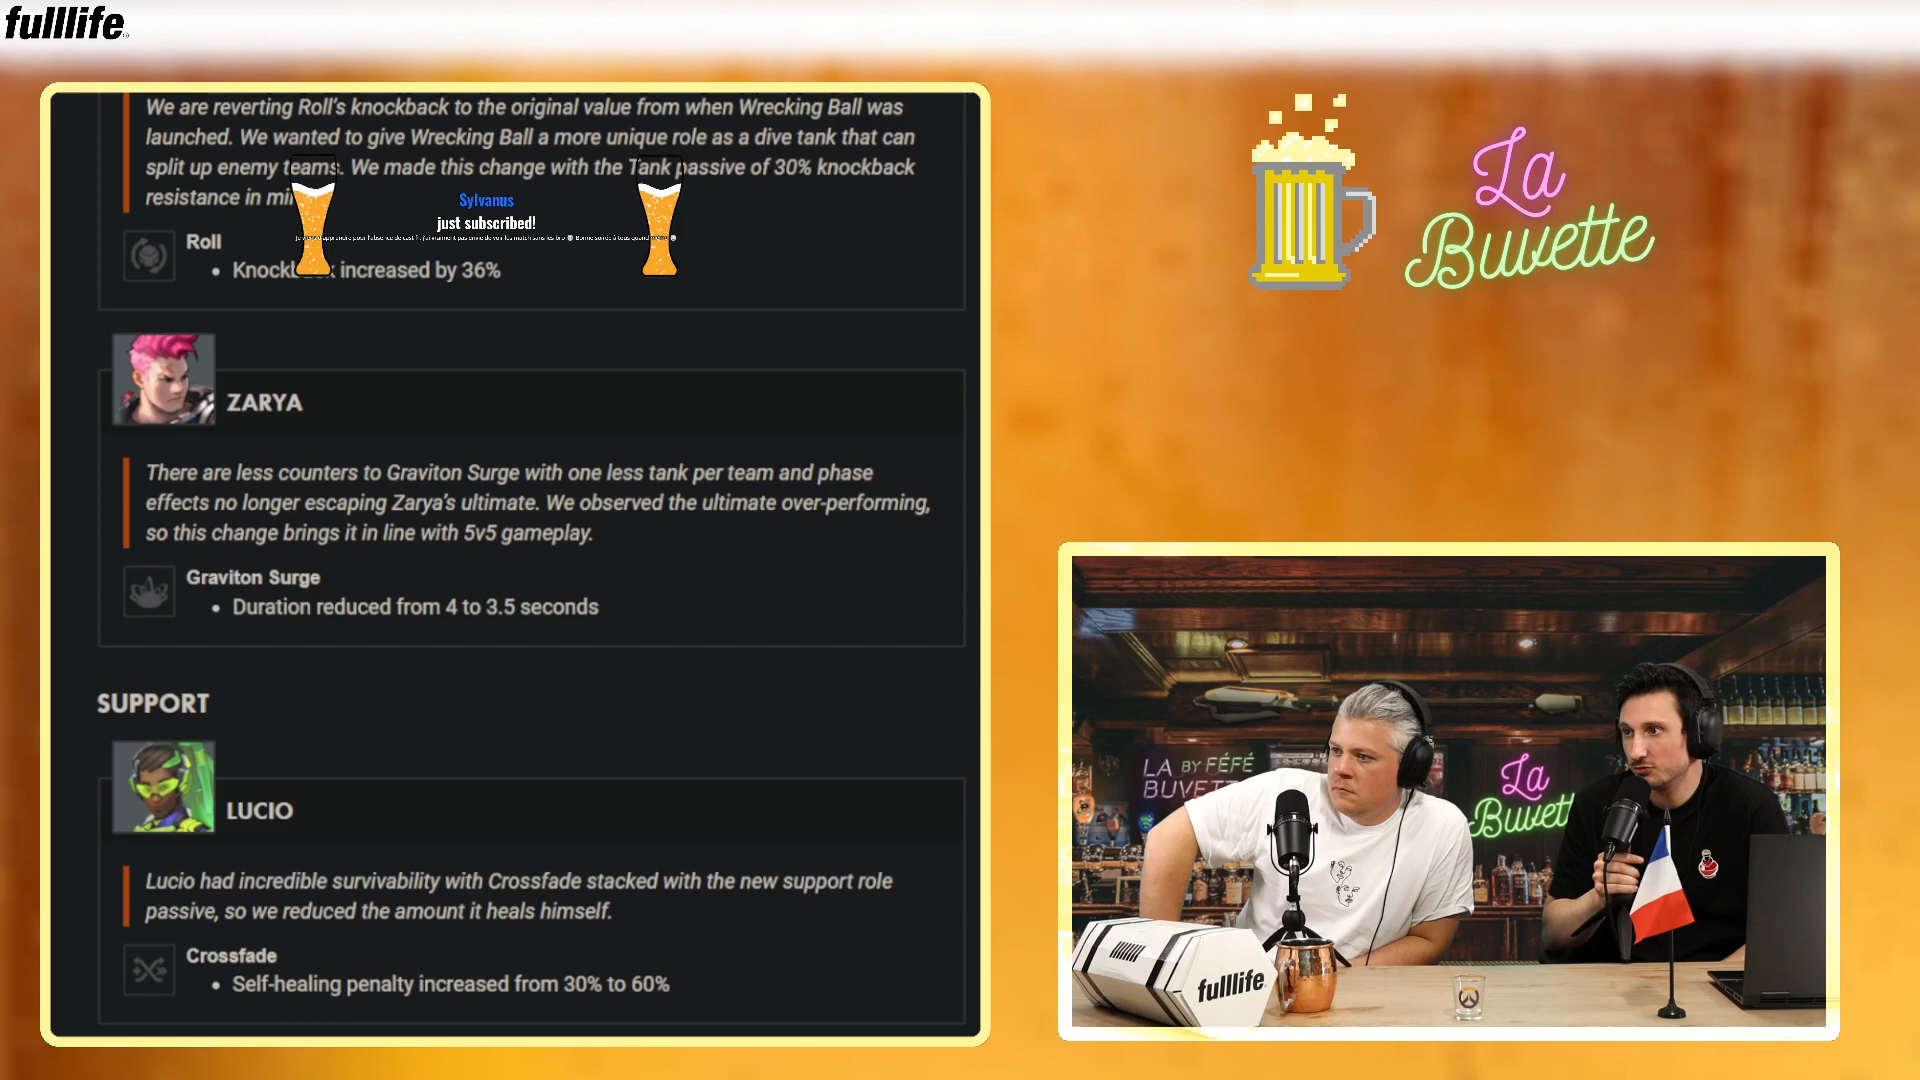 fulllife
We are reverting Roll's knockback to the original value from when Wrecking Ball was
launched. We wanted to give Wrecking Ball a more unique role as a dive tank that can
split up enemy teams. We made this change with the Tank passive of 30% knockback
resistance in
Sylvanus
just subscribed!
Roll
increased by 36%
ZARYA
There are less counters to Graviton Surge with one less tank per team and phase
effects no longer escaping Zarya's ultimate. We observed the ultimate over-performing,
so this change brings it in line with 5v5 gameplay.
Graviton Surge
• Duration reduced from 4 to 3.5 seconds
SUPPORT
LUCIO
Lucio had incredible survivability with Crossfade stacked with the new support role
passive, so we reduced the amount it heals himself.
Crossfade
• Self-healing penalty increased from 30% to 60%
La
Buvette
LA BY FÉFÉ
La
fulllife